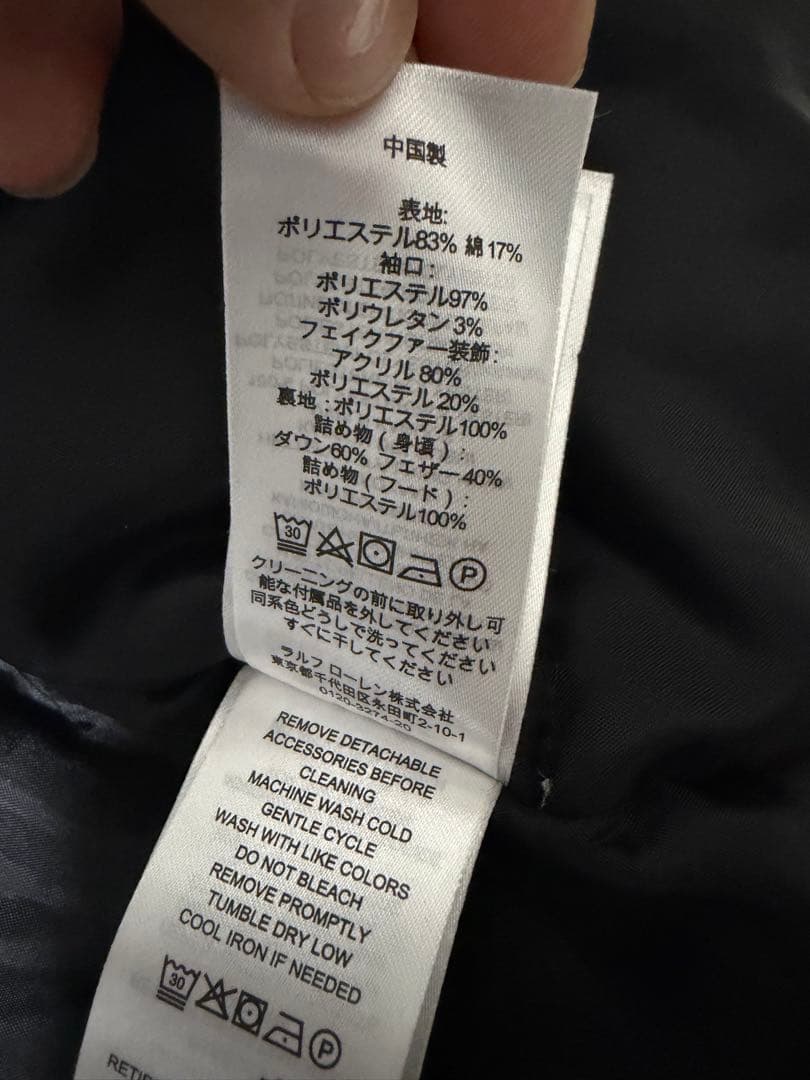 中国製
表地:
ポリエステル83% 綿17%
袖口:
ポリエステル97%
ポリウレタン 3%
フェイクファー装飾:
アクリル 80%
ポリエステル 20%
裏地:ポリエステル100%
詰め物(身頃):
ダウン60% フェザー40%
詰め物(フード):
ポリエステル100%
30 P
クリーニングの前に取り外し可
能な付属品を外してください
同系色どうしで洗ってください
すぐに干してください
ラルフ ローレン株式会社
東京都千代田区永田町2-10-1
0120-3274-20
REMOVE DETACHABLE
ACCESSORIES BEFORE
CLEANING
MACHINE WASH COLD
GENTLE CYCLE
WASH WITH LIKE COLORS
DO NOT BLEACH
REMOVE PROMPTLY
TUMBLE DRY LOW
COOL IRON IF NEEDED
30 P